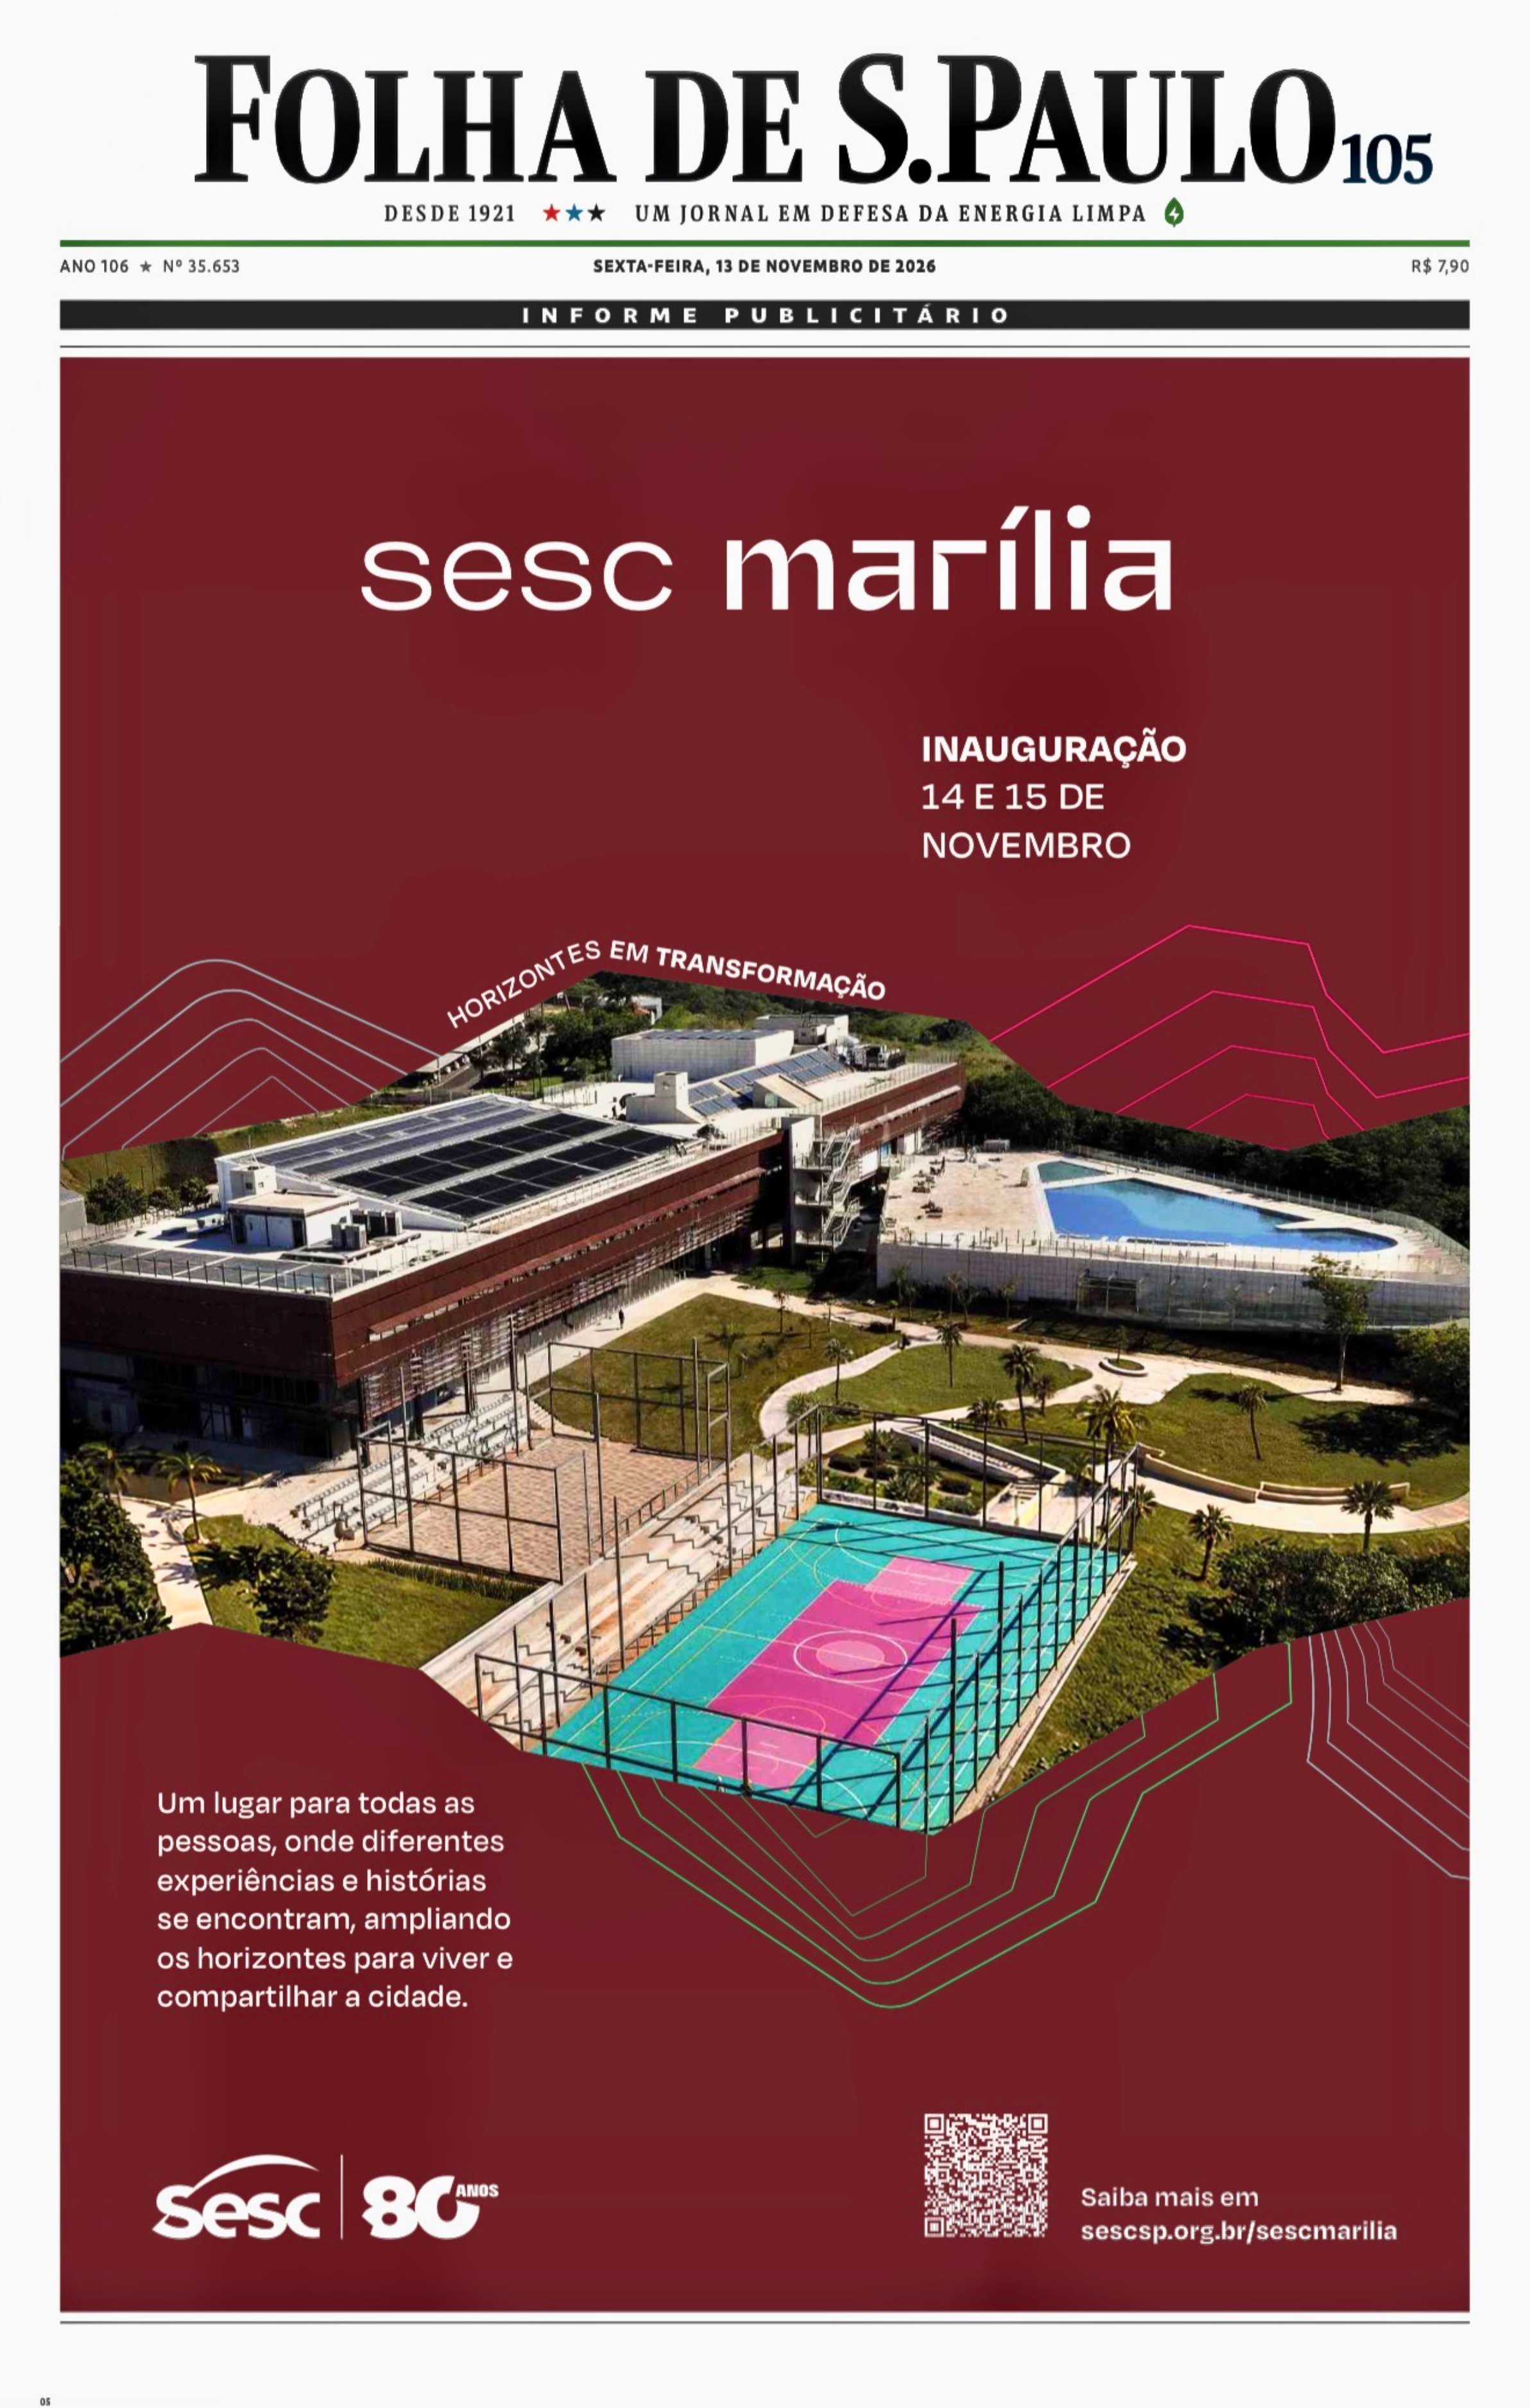 FOLHA DE S.PAULO 105
DESDE 1921 ★★★ UM JORNAL EM DEFESA DA ENERGIA LIMPA
ANO 106 ★ Nº 35.653
SEXTA-FEIRA, 13 DE NOVEMBRO DE 2026
R$ 7,90
INFORME PUBLICITÁRIO
sesc marília
INAUGURAÇÃO
14 E 15 DE
NOVEMBRO
HORIZONTES EM TRANSFORMAÇÃO
Um lugar para todas as
pessoas, onde diferentes
experiências e histórias
se encontram, ampliando
os horizontes para viver e
compartilhar a cidade.
Sesc 80 ANOS
Saiba mais em
sescsp.org.br/sescmarilia
05